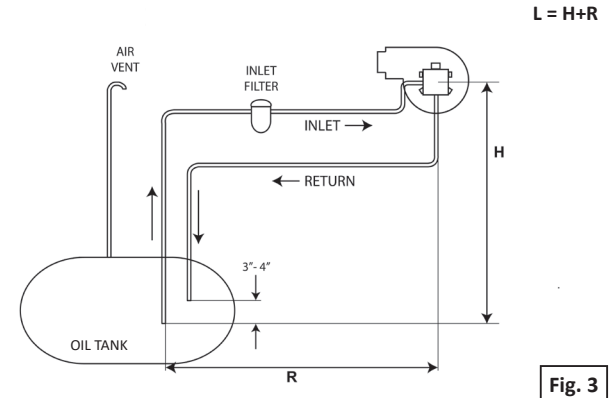 L = H+R
AIR
VENT
INLET
FILTER
INLET
H
RETURN
3"- 4"
OIL TANK
R
Fig. 3